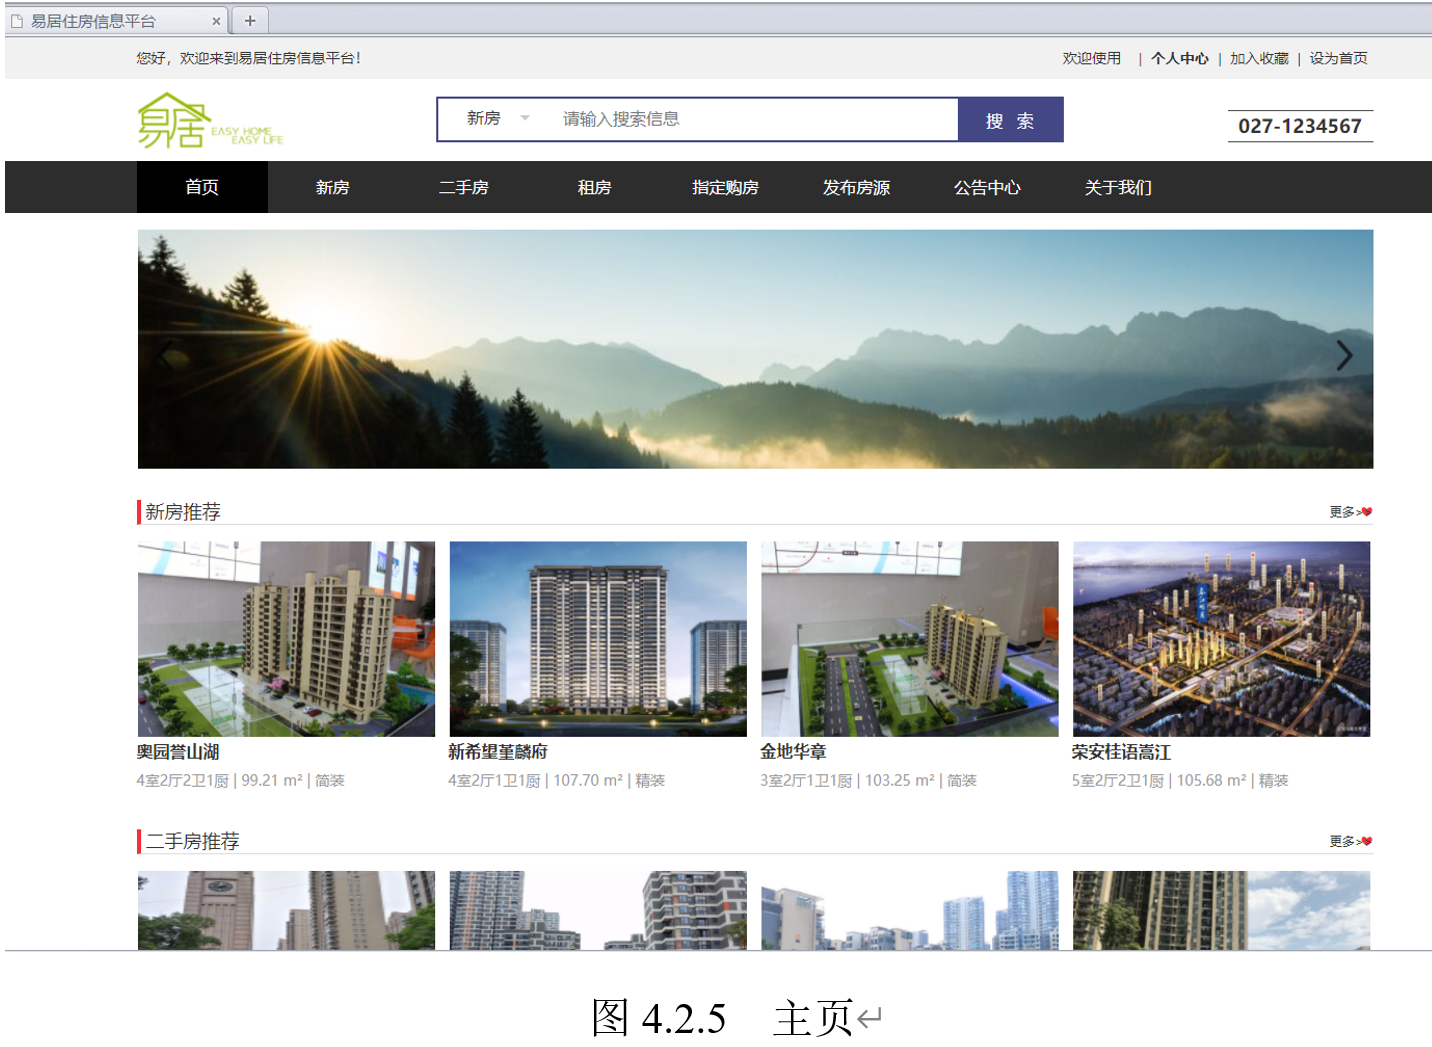 易居住房信息平台
您好，欢迎来到易居住房信息平台！
欢迎使用 | 个人中心 | 加入收藏 | 设为首页
易居 EASY HOME
EASY LIFE
新房 请输入搜索信息 搜 索
027-1234567
首页 新房 二手房 租房 指定购房 发布房源 公告中心 关于我们
新房推荐 更多>
奥园誉山湖 新希望堇麟府 金地华章 荣安桂语嵩江
4室2厅2卫1厨 | 99.21 m² | 简装 4室2厅1卫1厨 | 107.70 m² | 精装 3室2厅1卫1厨 | 103.25 m² | 简装 5室2厅2卫1厨 | 105.68 m² | 精装
二手房推荐 更多>
图 4.2.5 主页